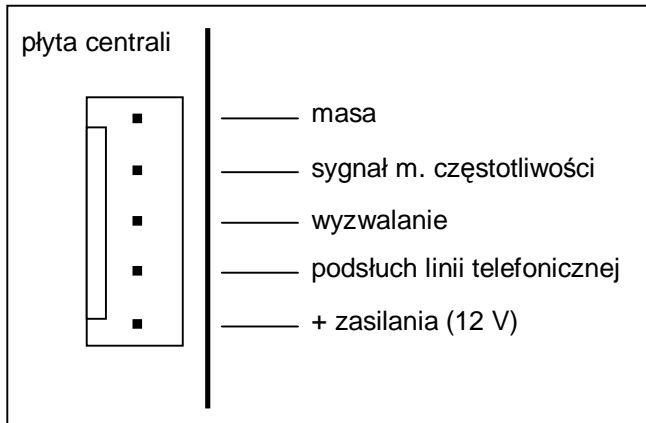 płyta centrali
masa
sygnał m. częstotliwości
wyzwalanie
podsłuch linii telefonicznej
+ zasilania (12 V)